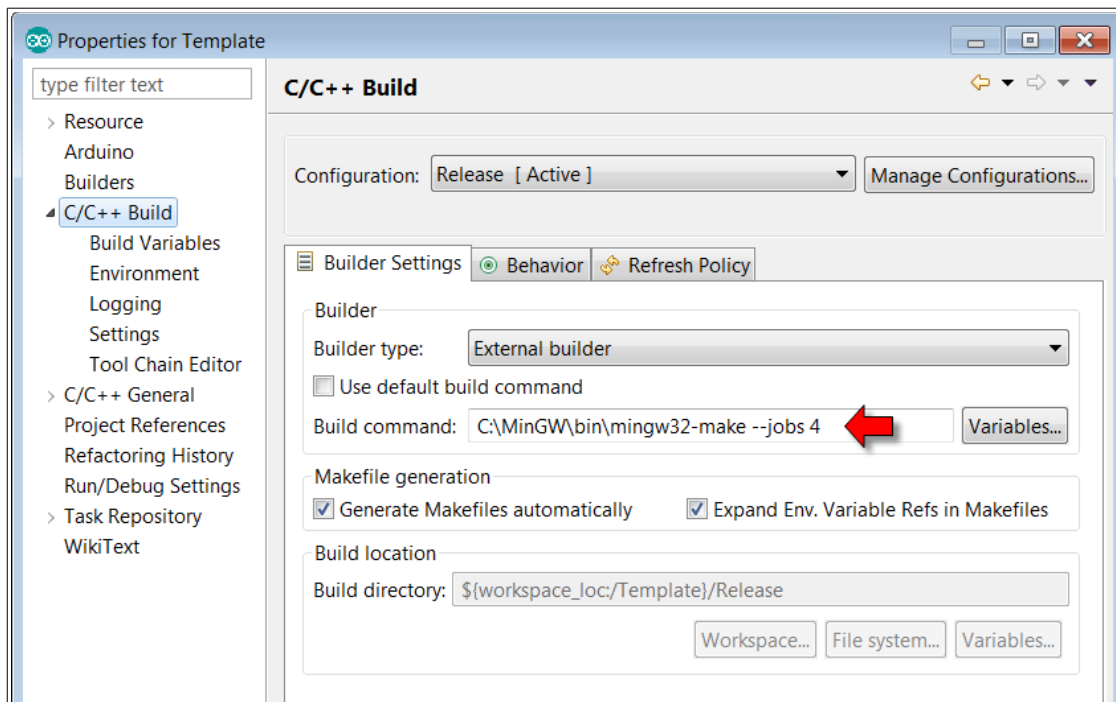 Properties for Template
type filter text
Resource
Arduino
Builders
C/C++ Build
Build Variables
Environment
Logging
Settings
Tool Chain Editor
C/C++ General
Project References
Refactoring History
Run/Debug Settings
Task Repository
WikiText
C/C++ Build
Configuration: Release [ Active ] Manage Configurations...
Builder Settings Behavior Refresh Policy
Builder
Builder type: External builder
Use default build command
Build command: C:\MinGW\bin\mingw32-make --jobs 4 Variables...
Makefile generation
Generate Makefiles automatically Expand Env. Variable Refs in Makefiles
Build location
Build directory: ${workspace_loc:/Template}/Release
Workspace... File system... Variables...